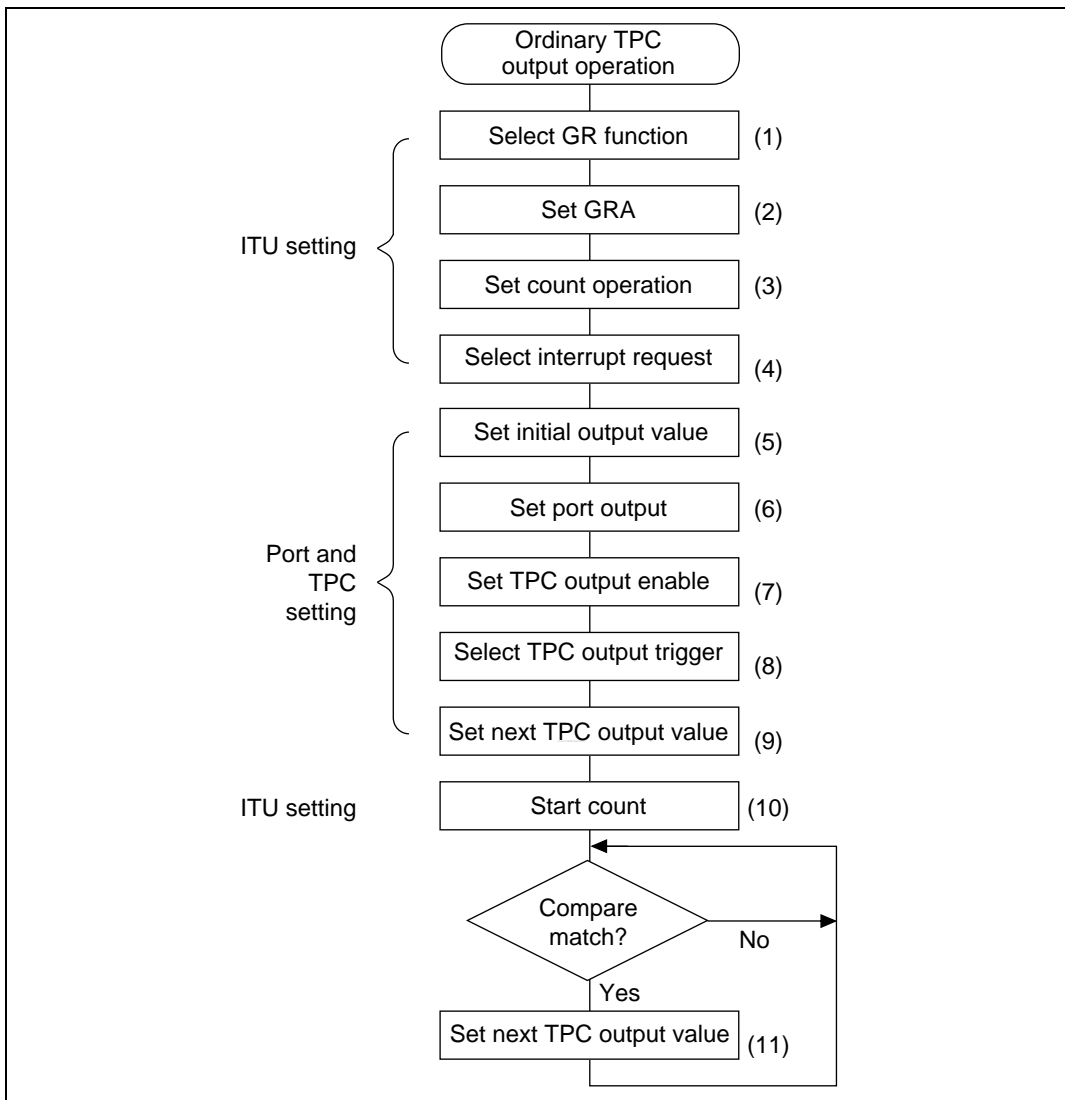 Ordinary TPC
output operation
Select GR function
(1)
Set GRA
(2)
ITU setting
Set count operation
(3)
Select interrupt request
(4)
Set initial output value
(5)
Set port output
(6)
Port and
TPC
setting
Set TPC output enable
(7)
Select TPC output trigger
(8)
Set next TPC output value
(9)
ITU setting
Start count
(10)
Compare
match?
No
Yes
Set next TPC output value
(11)